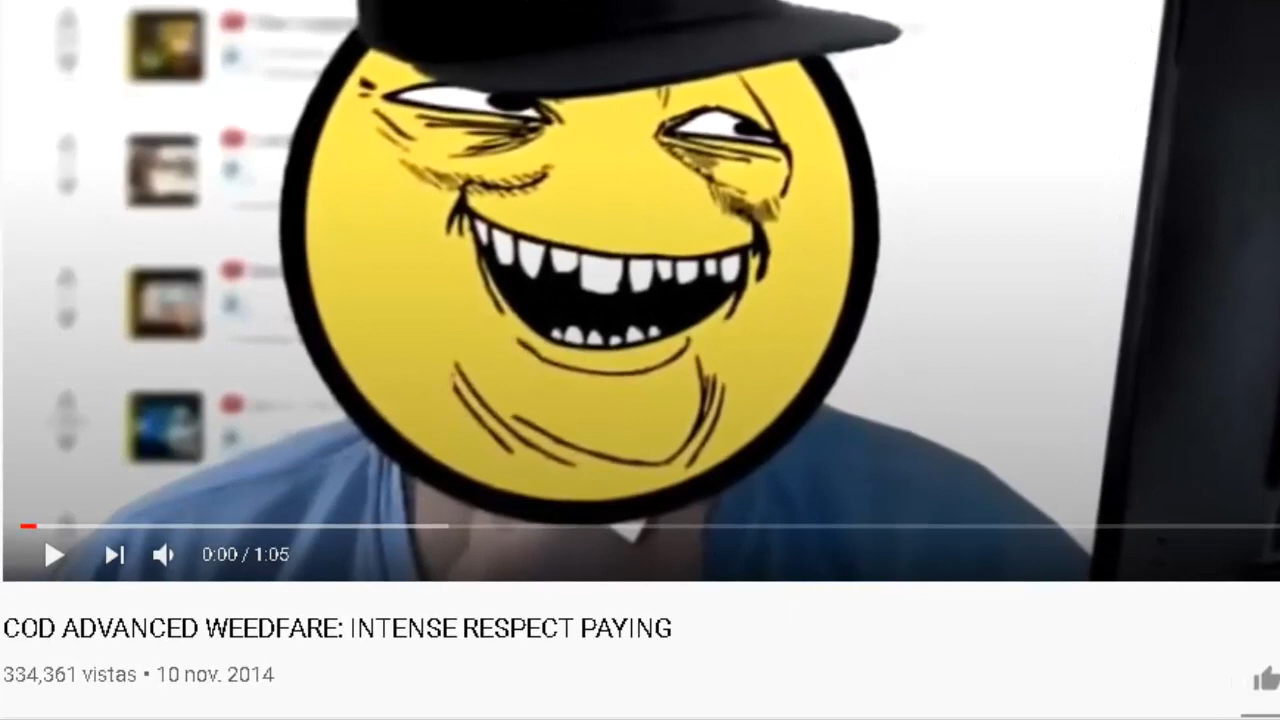 0:00 / 1:05
COD ADVANCED WEEDFARE: INTENSE RESPECT PAYING
334,361 vistas • 10 nov. 2014